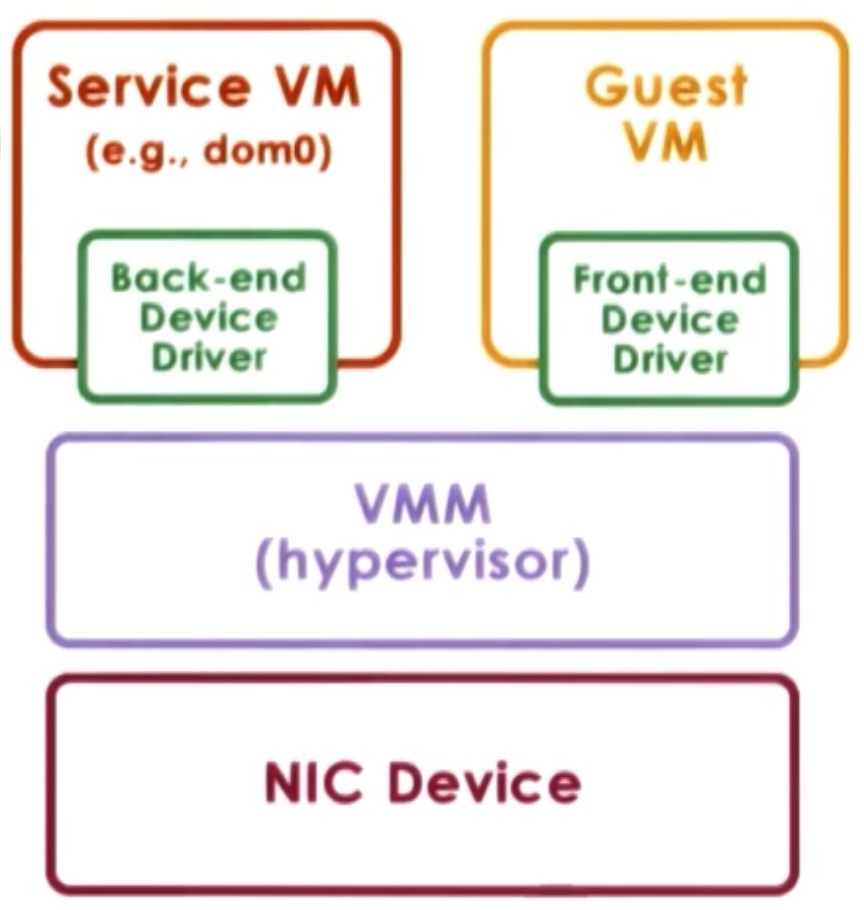 Service VM
(e.g., dom0)
Back-end
Device
Driver
Guest
VM
Front-end
Device
Driver
VMM
(hypervisor)
NIC Device